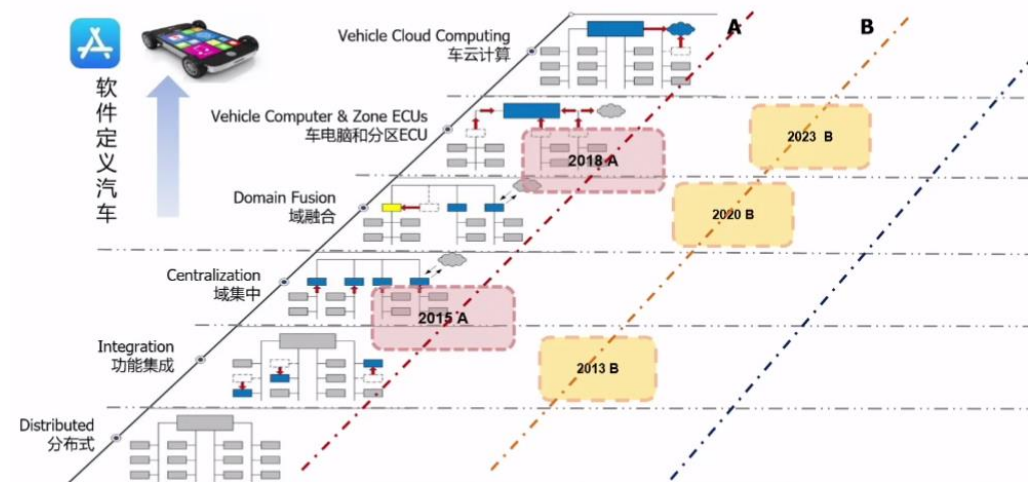 软件定义汽车
Vehicle Cloud Computing
车云计算
A
B
Vehicle Computer & Zone ECUs
车电脑和分区ECU
2018 A
2023 B
Domain Fusion
域融合
2020 B
Centralization
域集中
2015 A
Integration
功能集成
2013 B
Distributed
分布式